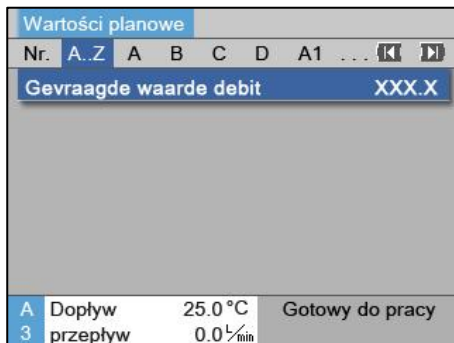 Wartości planowe
Nr. A..Z A B C D A1 ...
Gevraagde waarde debit XXX.X
A Dopływ 25.0 °C Gotowy do pracy
3 przepływ 0.0 L/min